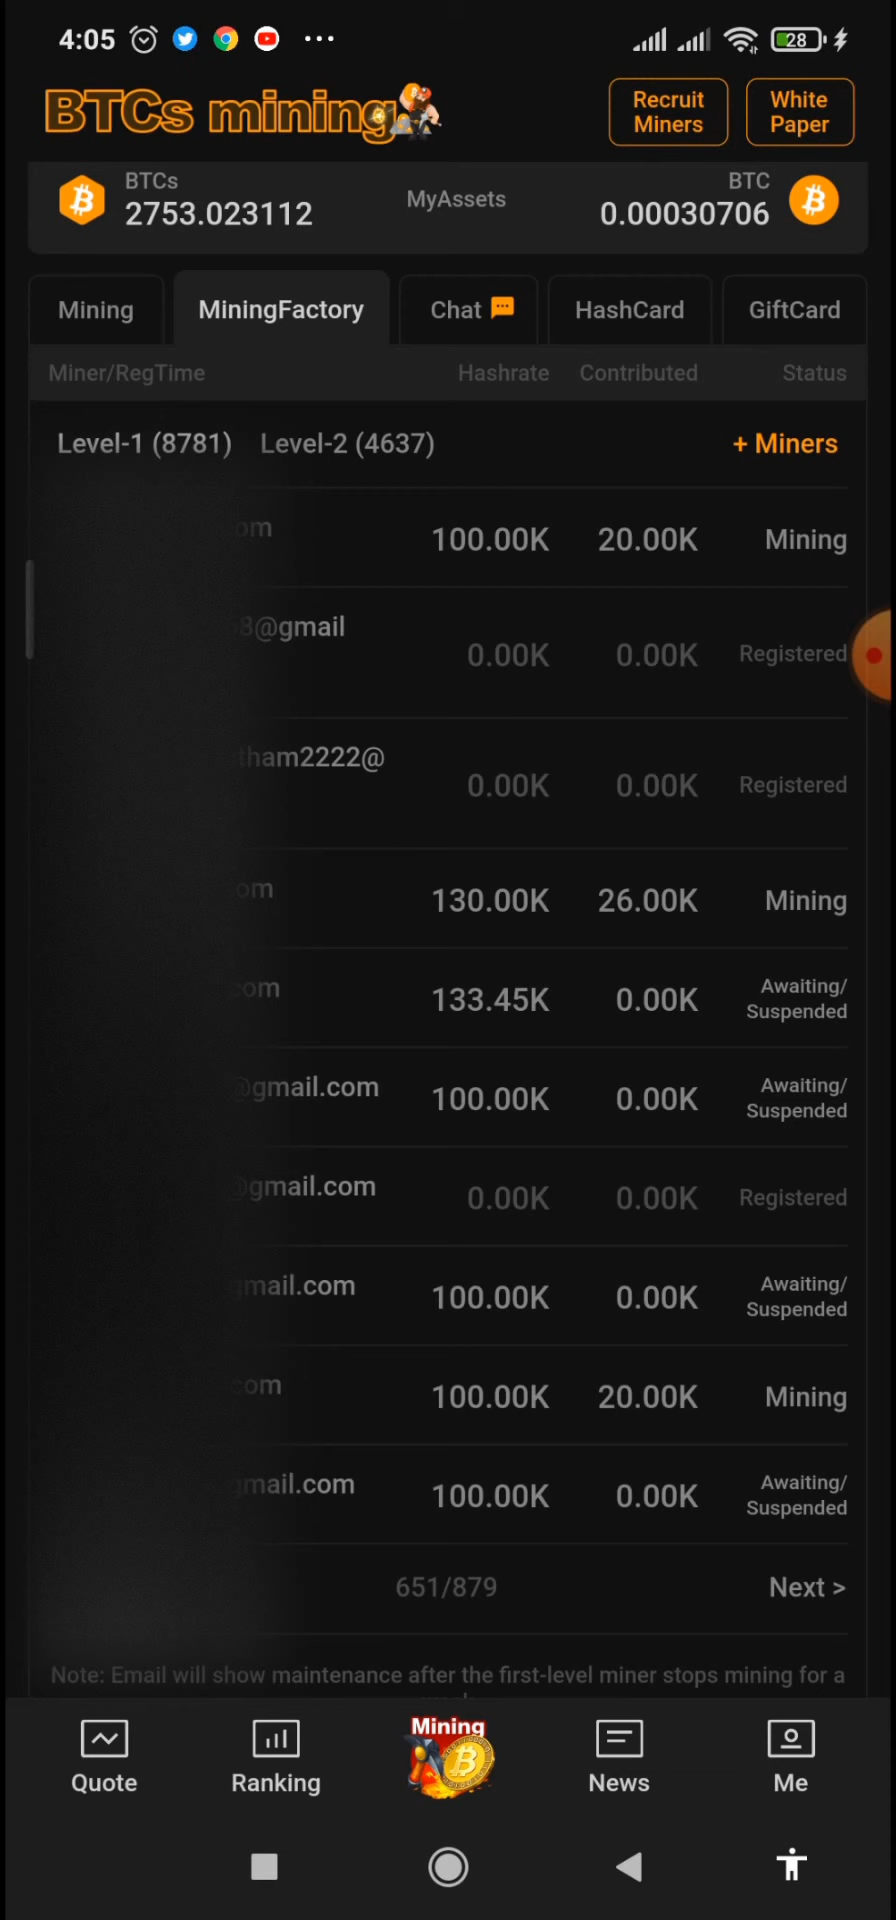 4:05 28
BTCs mining
Recruit Miners
White Paper
BTCs
2753.023112
MyAssets
BTC
0.00030706
Mining MiningFactory Chat HashCard GiftCard
Miner/RegTime Hashrate Contributed Status
Level-1 (8781) Level-2 (4637) + Miners
om 100.00K 20.00K Mining
8@gmail 0.00K 0.00K Registered
tham2222@ 0.00K 0.00K Registered
om 130.00K 26.00K Mining
com 133.45K 0.00K Awaiting/
Suspended
@gmail.com 100.00K 0.00K Awaiting/
Suspended
@gmail.com 0.00K 0.00K Registered
gmail.com 100.00K 0.00K Awaiting/
Suspended
com 100.00K 20.00K Mining
gmail.com 100.00K 0.00K Awaiting/
Suspended
651/879 Next >
Note: Email will show maintenance after the first-level miner stops mining for a
Mining
Quote Ranking News Me